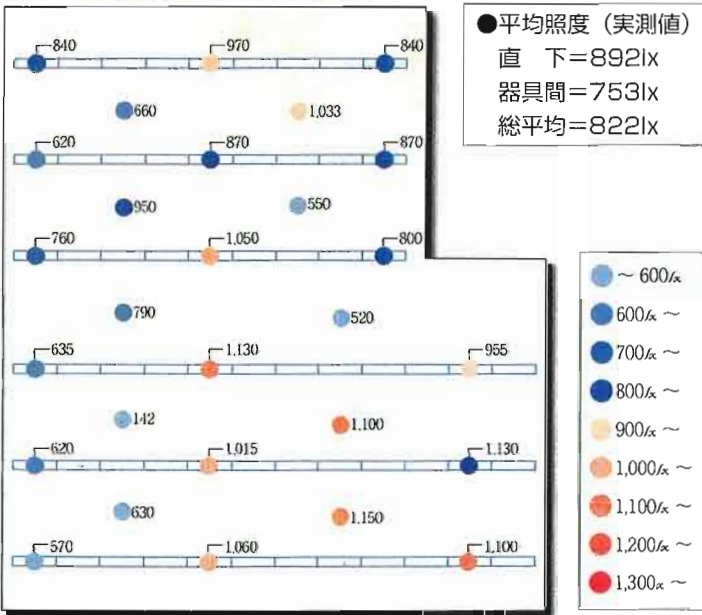 840 970 840
660 1,033
620 870 870
950 550
760 1,050 800
790 520
635 1,130 955
142 1,100
620 1,015 1,130
630 1,150
570 1,060 1,100
●平均照度（実測値）
直　下＝892lx
器具間＝753lx
総平均＝822lx
～ 600lx
600lx ～
700lx ～
800lx ～
900lx ～
1,000lx ～
1,100lx ～
1,200lx ～
1,300lx ～